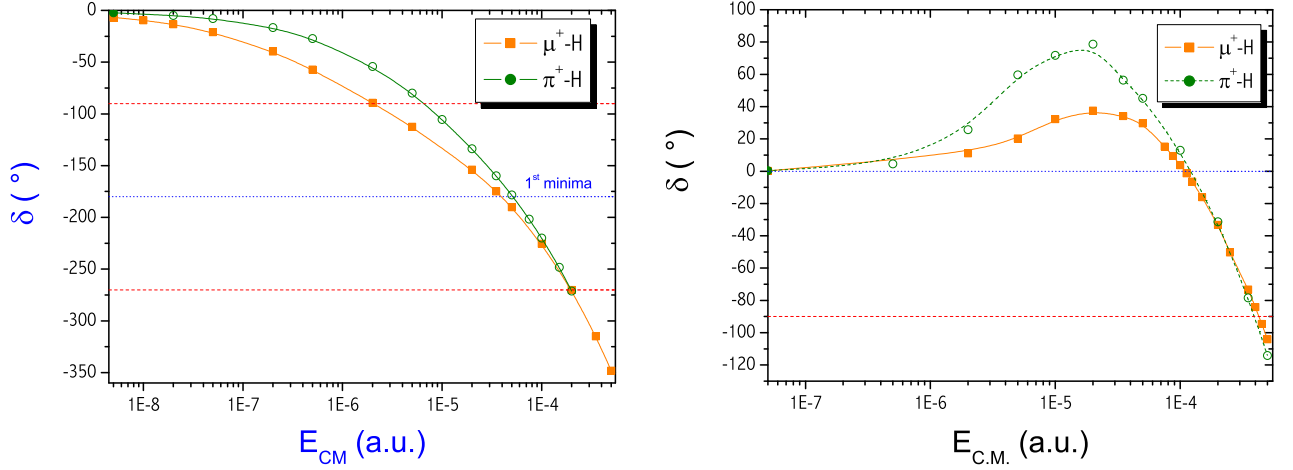 0
-50
-100
-150
-200
-250
-300
-350
δ ( ° )
μ+-H
π+-H
1st minima
1E-8
1E-7
1E-6
1E-5
1E-4
ECM (a.u.)
100
80
60
40
20
0
-20
-40
-60
-80
-100
-120
δ ( ° )
μ+-H
π+-H
1E-7
1E-6
1E-5
1E-4
EC.M. (a.u.)